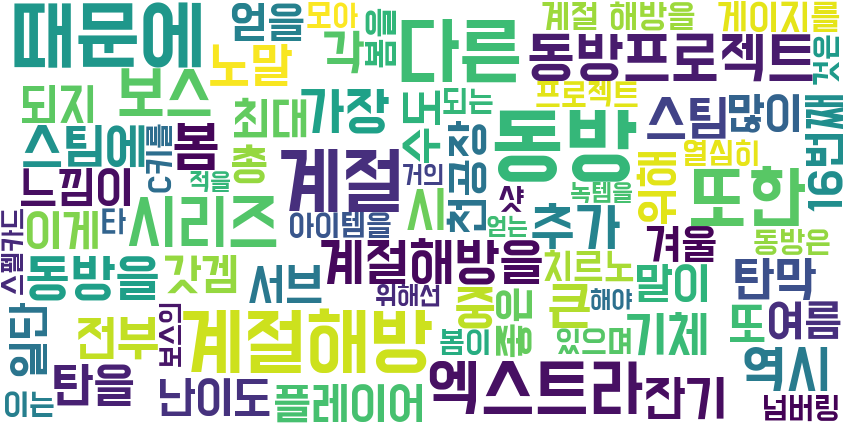 때문에 얻을 모아 각 봄을 다른 계절 해방을 게이지를
노말 동방프로젝트 것은
되지 보스 최대 가장 수 도 되는 프로젝트 스팀 많이
스팀에 C키를 봄 총 천공장 동방 열심히 16번째
느낌이 적을 거의 계절 샷 녹템을 위해 또한
스펠카드 이게 타 시리즈 아이템을 시 얻는 추가 겨울 동방은
동방을 갓겜 서브 계절해방을 치르노 말이 탄막
위해선 중 좋은 큰 해야
일단 전부 보스의 계절해방 봄이 있으며 기체 또 여름
탄을 엑스트라 역시
이는 난이도 플레이어 잔기 넘버링